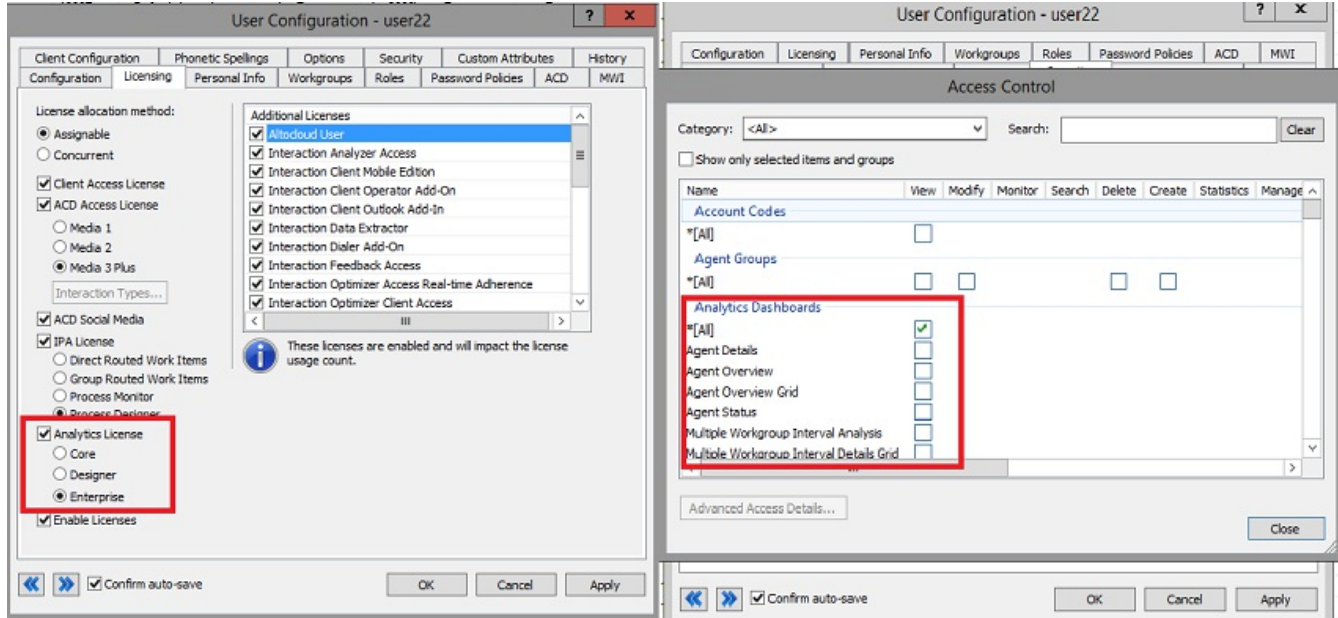 User Configuration - user22
? x
Client Configuration Phonetic Spellings Options Security Custom Attributes History
Configuration Licensing Personal Info Workgroups Roles Password Policies ACD MWI
License allocation method:
Assignable
Concurrent
Client Access License
ACD Access License
Media 1
Media 2
Media 3 Plus
Interaction Types...
ACD Social Media
IPA License
Direct Routed Work Items
Group Routed Work Items
Process Monitor
Process Designer
Analytics License
Core
Designer
Enterprise
Enable Licenses
Additional Licenses
Altocloud User
Interaction Analyzer Access
Interaction Client Mobile Edition
Interaction Client Operator Add-On
Interaction Client Outlook Add-In
Interaction Data Extractor
Interaction Dialer Add-On
Interaction Feedback Access
Interaction Optimizer Access Real-time Adherence
Interaction Optimizer Client Access
These licenses are enabled and will impact the license
usage count.
Confirm auto-save
OK Cancel Apply
User Configuration - user22
? x
Configuration Licensing Personal Info Workgroups Roles Password Policies ACD MWI
Access Control
Category: <All> Search: Clear
Show only selected items and groups
Name View Modify Monitor Search Delete Create Statistics Manage
Account Codes
*[All]
Agent Groups
*[All]
Analytics Dashboards
*[All]
Agent Details
Agent Overview
Agent Overview Grid
Agent Status
Multiple Workgroup Interval Analysis
Multiple Workgroup Interval Details Grid
Advanced Access Details...
Close
Confirm auto-save
OK Cancel Apply